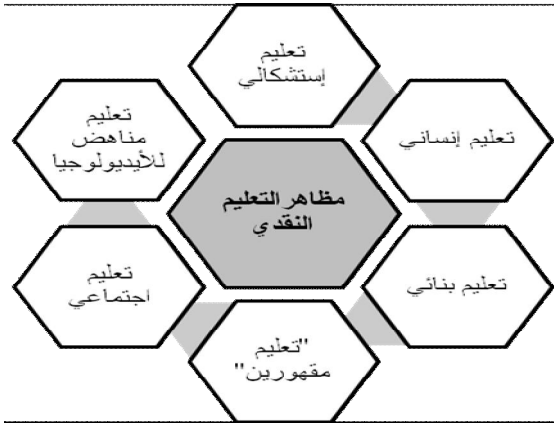 تعليم
إستشكالي
تعليم إنساني
تعليم بنائي
"تعليم
مقهورين"
تعليم
اجتماعي
تعليم
مناهض
للأيديولوجيا
مظاهر التعليم
النقدي